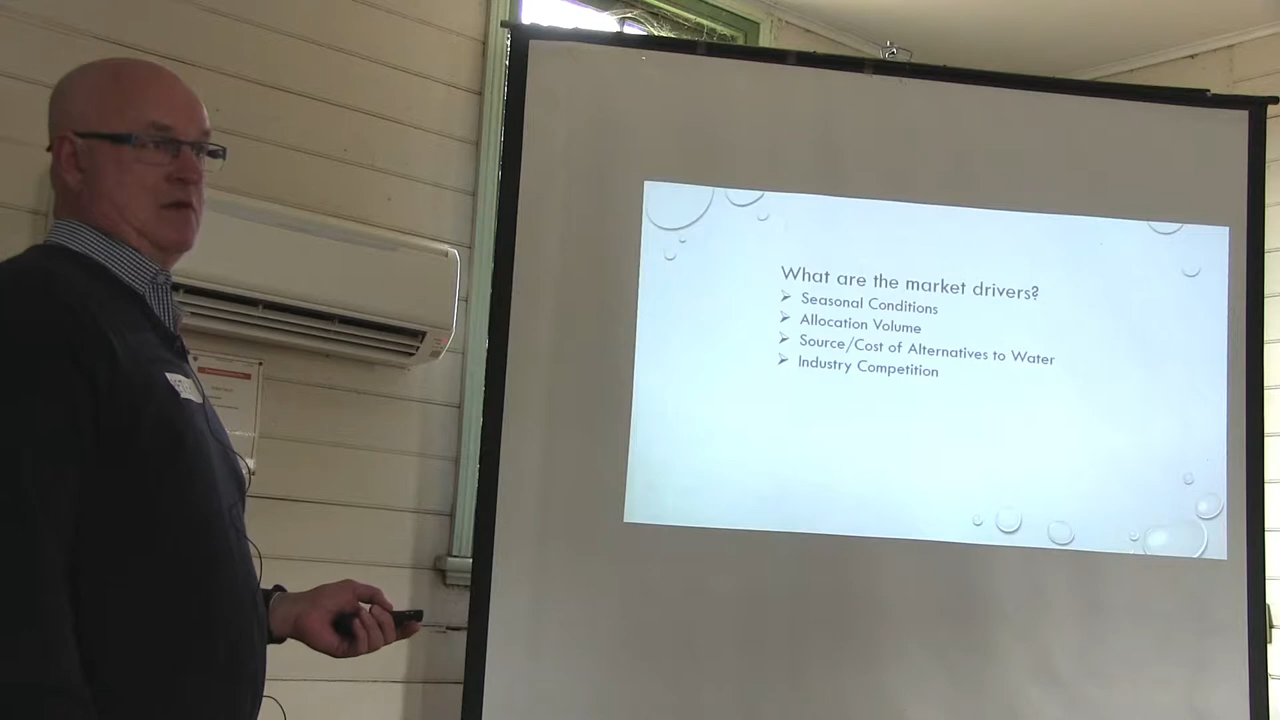 What are the market drivers?
Seasonal Conditions
Allocation Volume
Source/Cost of Alternatives to Water
Industry Competition